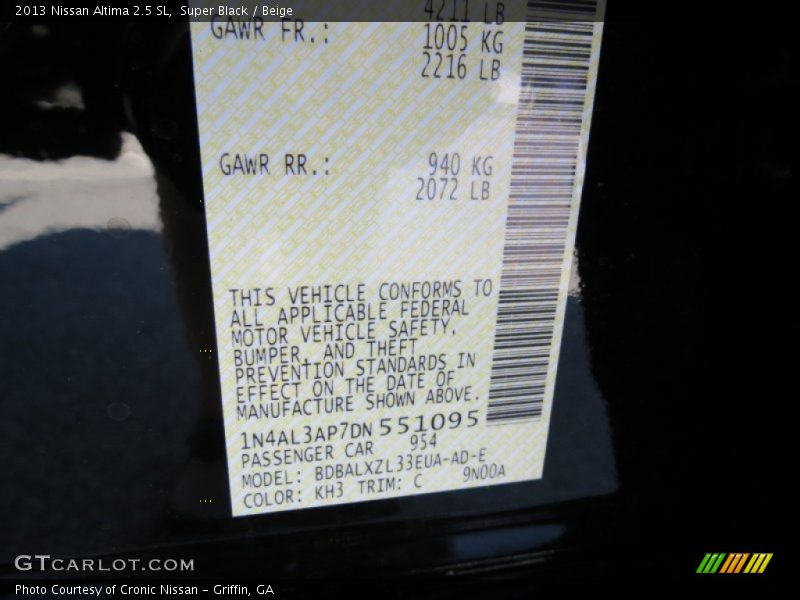 2013 Nissan Altima 2.5 SL, Super Black / Beige
4211 LB
GAWR FR.: 1005 KG
2216 LB
GAWR RR.: 940 KG
2072 LB
THIS VEHICLE CONFORMS TO
ALL APPLICABLE FEDERAL
MOTOR VEHICLE SAFETY,
BUMPER, AND THEFT
PREVENTION STANDARDS IN
EFFECT ON THE DATE OF
MANUFACTURE SHOWN ABOVE.
1N4AL3AP7DN551095
PASSENGER CAR 954
MODEL: BDBALXZL33EUA-AD-E
COLOR: KH3 TRIM: C 9N00A
GTCARLOT.COM
Photo Courtesy of Cronic Nissan - Griffin, GA